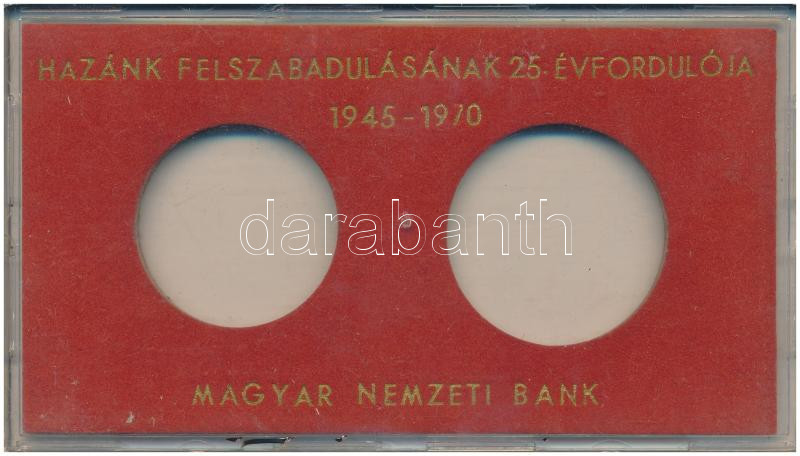 HAZÁNK FELSZABADULÁSÁNAK 25. ÉVFORDULÓJA
1945-1970
darabanth
MAGYAR NEMZETI BANK